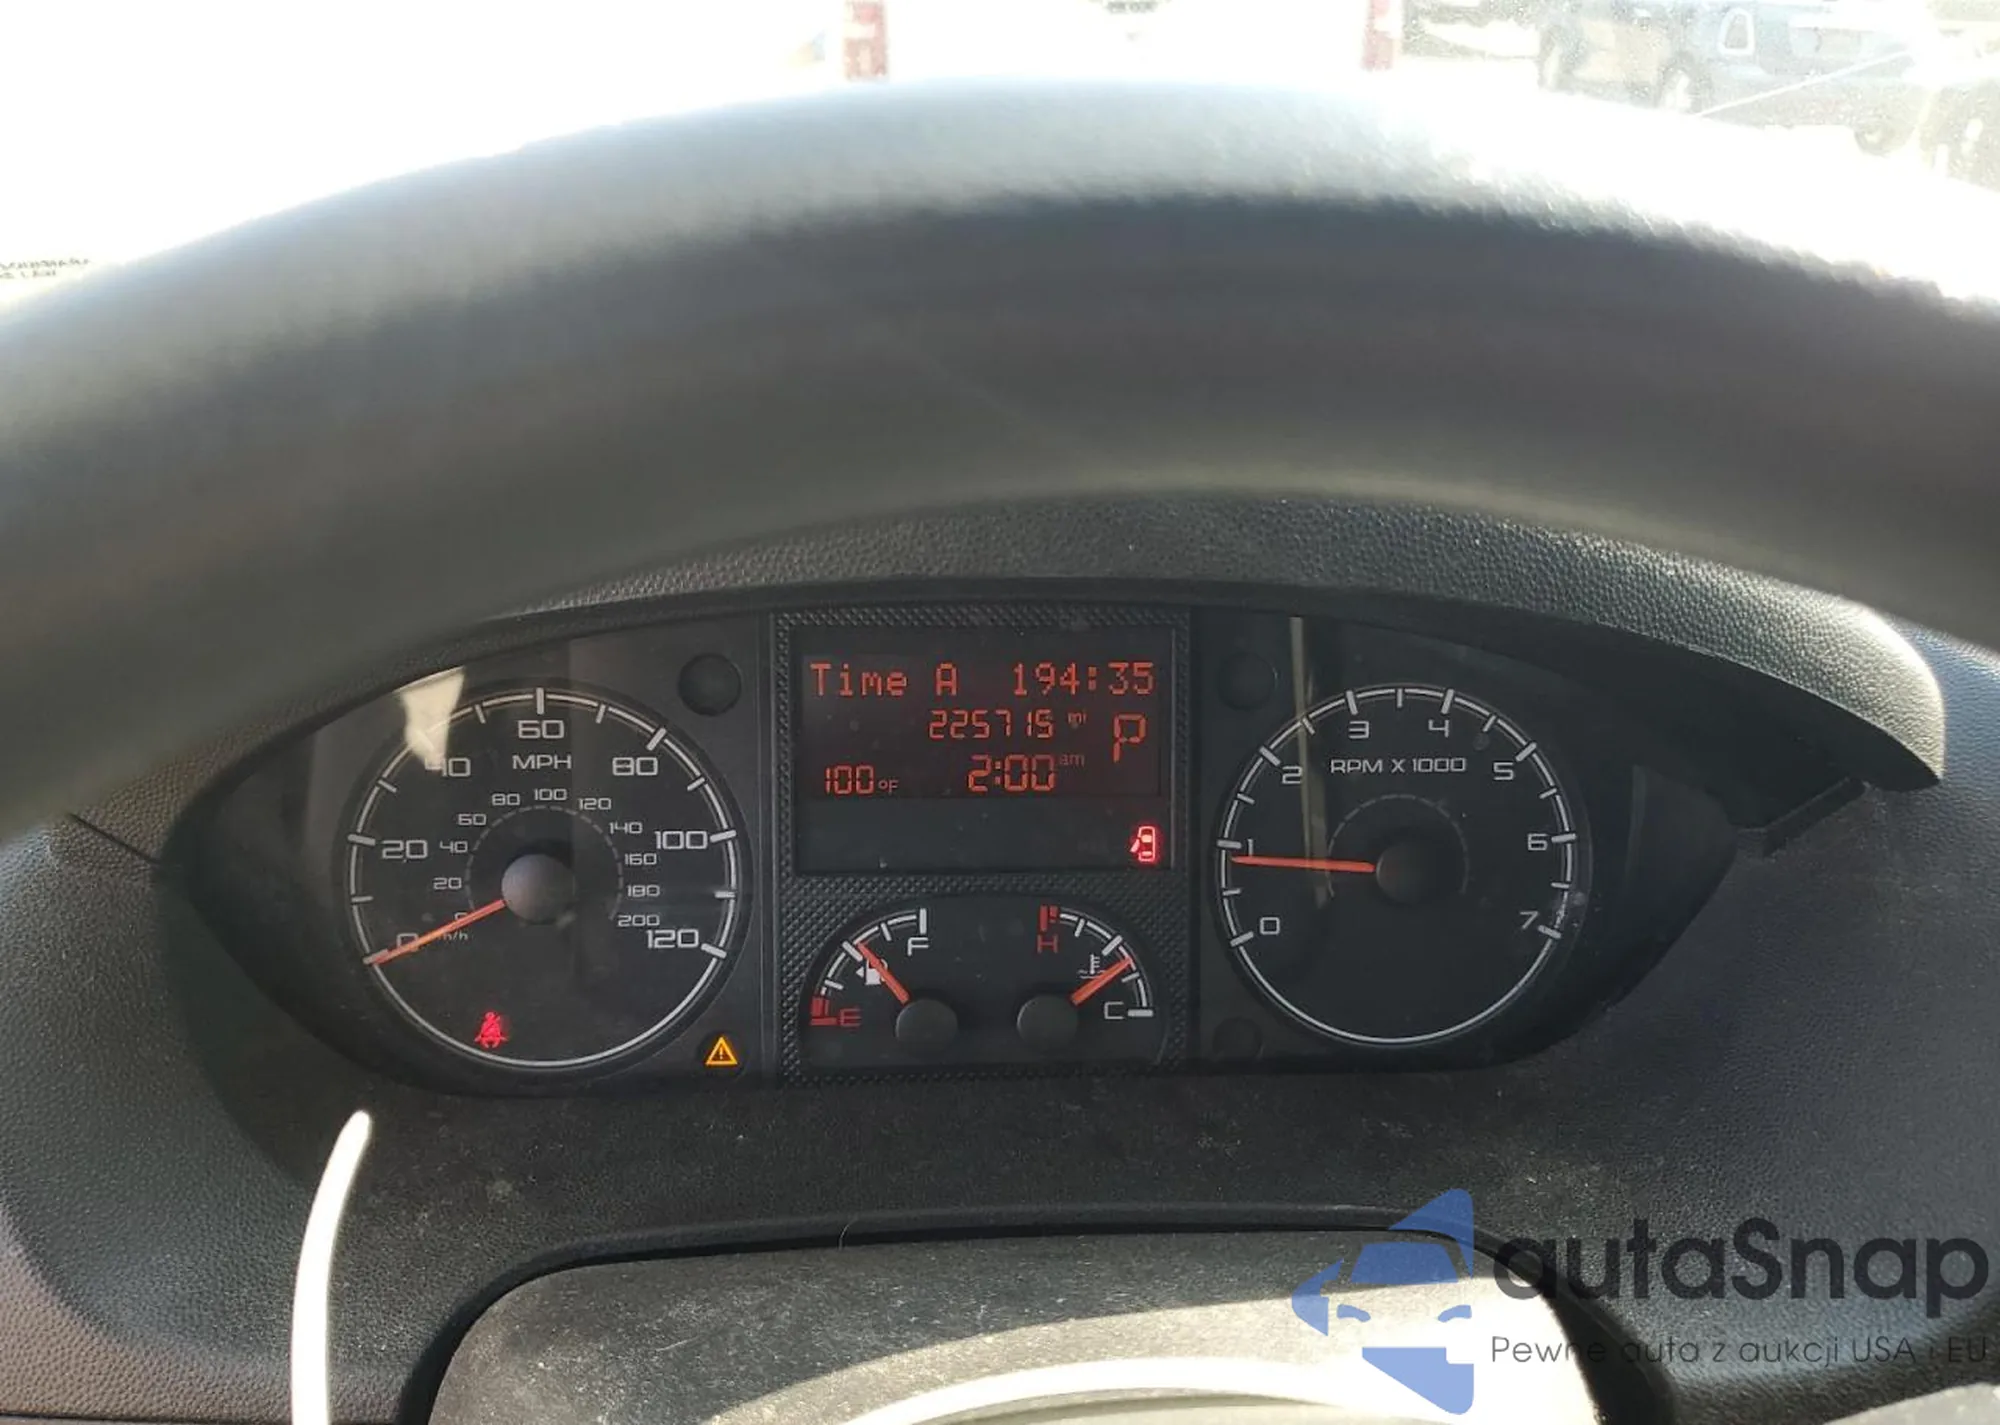 Time A 194:35
225715 mi
P
100°F 2:00 am
60
MPH
40 80
20 100
0 120
80 100 120
60 140
40 160
20 180
0 200
3 4
2 RPM X 1000 5
1 6
0 7
F H
E C
autaSnap
Pewne auta z aukcji USA i EU